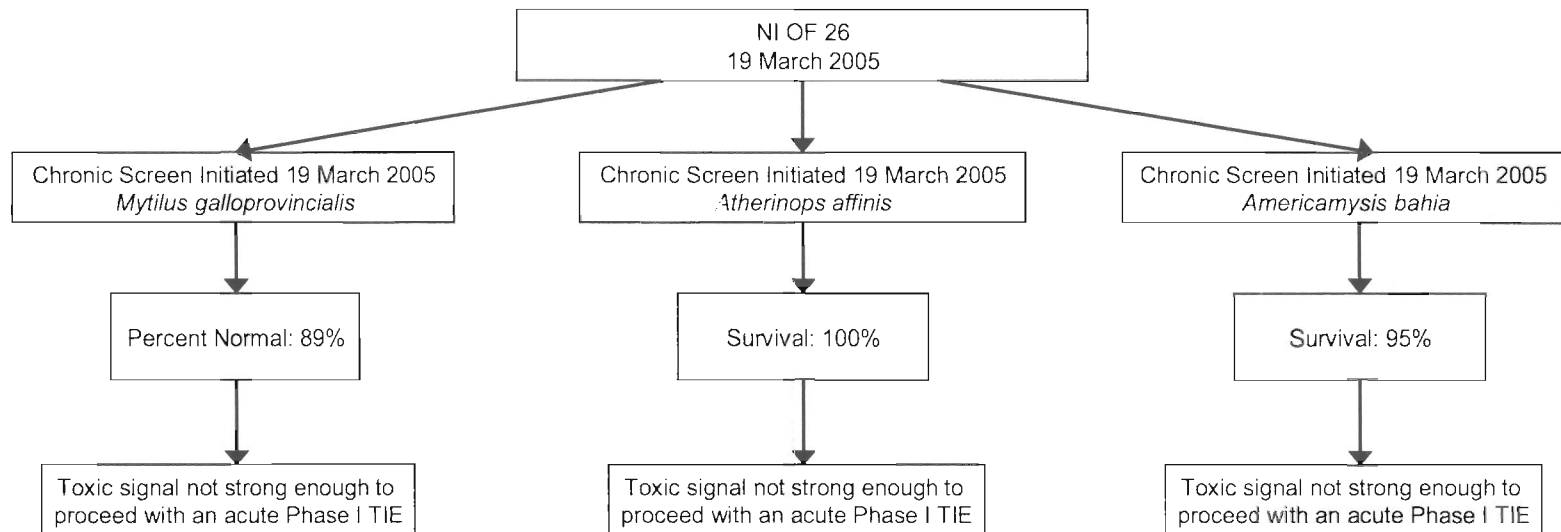 NI OF 26
19 March 2005
Chronic Screen Initiated 19 March 2005
Mytilus galloprovincialis
Chronic Screen Initiated 19 March 2005
Atherinops affinis
Chronic Screen Initiated 19 March 2005
Americamysis bahia
Percent Normal: 89%
Survival: 100%
Survival: 95%
Toxic signal not strong enough to
proceed with an acute Phase I TIE
Toxic signal not strong enough to
proceed with an acute Phase I TIE
Toxic signal not strong enough to
proceed with an acute Phase I TIE